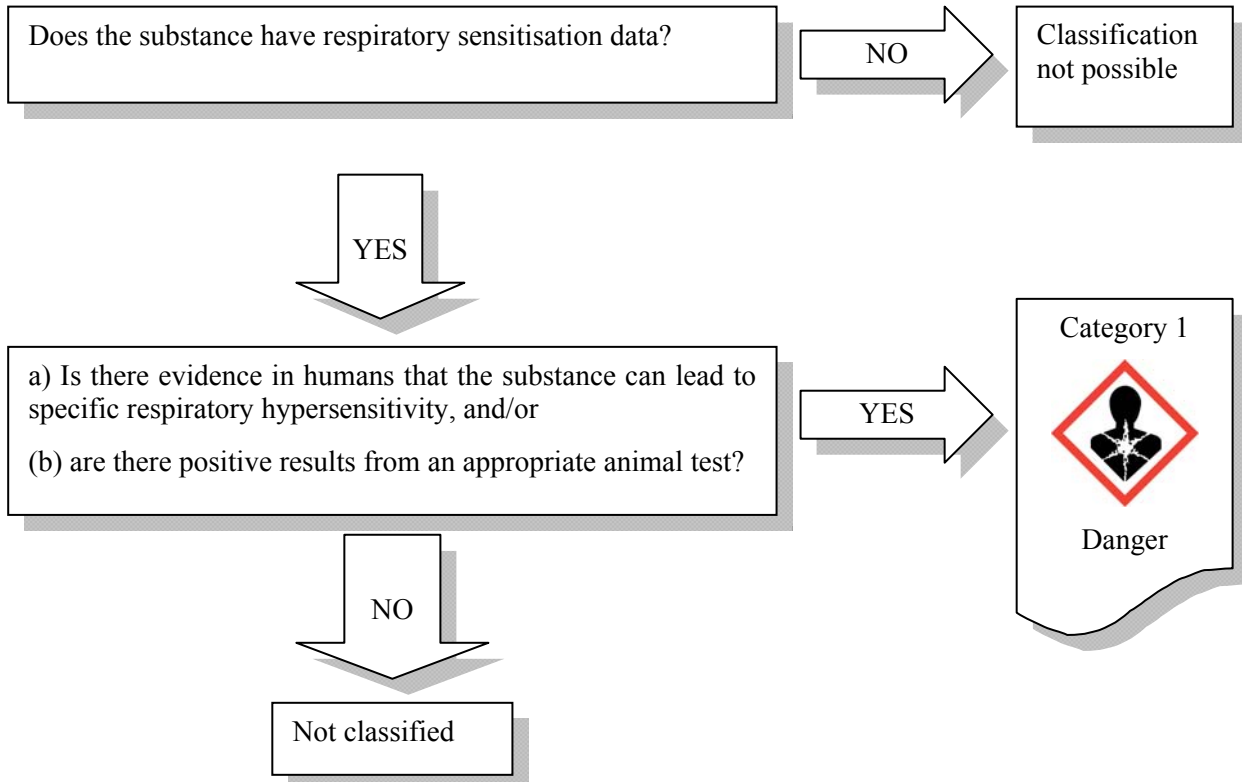 Does the substance have respiratory sensitisation data?
NO
Classification
not possible
YES
a) Is there evidence in humans that the substance can lead to
specific respiratory hypersensitivity, and/or
(b) are there positive results from an appropriate animal test?
YES
Category 1
Danger
NO
Not classified